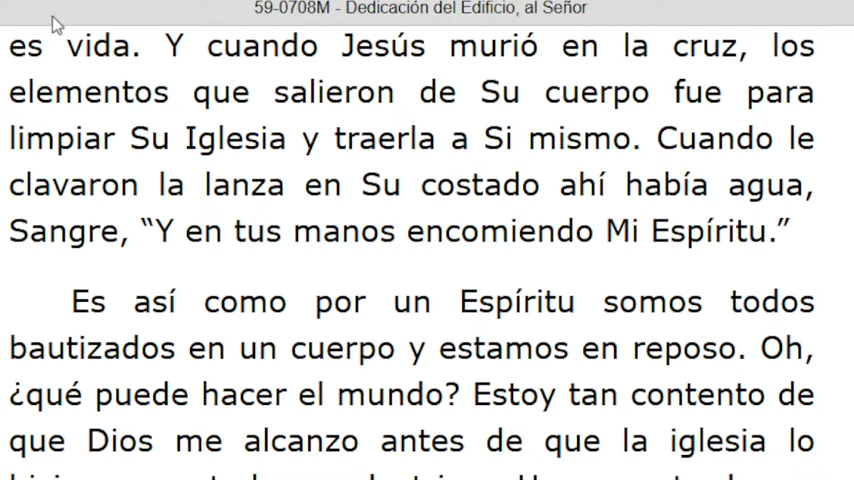 59-0708M - Dedicación del Edificio, al Señor
es vida. Y cuando Jesús murió en la cruz, los
elementos que salieron de Su cuerpo fue para
limpiar Su Iglesia y traerla a Si mismo. Cuando le
clavaron la lanza en Su costado ahí había agua,
Sangre, “Y en tus manos encomiendo Mi Espíritu.”
Es así como por un Espíritu somos todos
bautizados en un cuerpo y estamos en reposo. Oh,
¿qué puede hacer el mundo? Estoy tan contento de
que Dios me alcanzo antes de que la iglesia lo